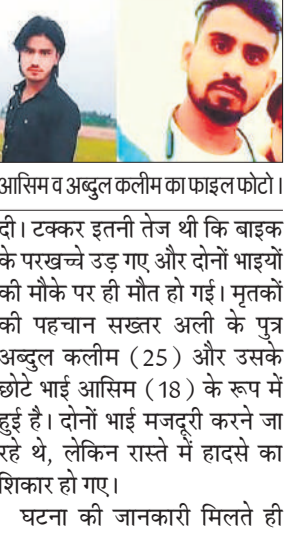 आसिम व अब्दुल कलीम का फाइल फोटो।
दी। टक्कर इतनी तेज थी कि बाइक
के परखच्चे उड़ गए और दोनों भाइयों
की मौके पर ही मौत हो गई। मृतकों
की पहचान सख्तर अली के पुत्र
अब्दुल कलीम (25) और उसके
छोटे भाई आसिम (18) के रूप में
हुई है। दोनों भाई मजदूरी करने जा
रहे थे, लेकिन रास्ते में हादसे का
शिकार हो गए।
घटना की जानकारी मिलते ही